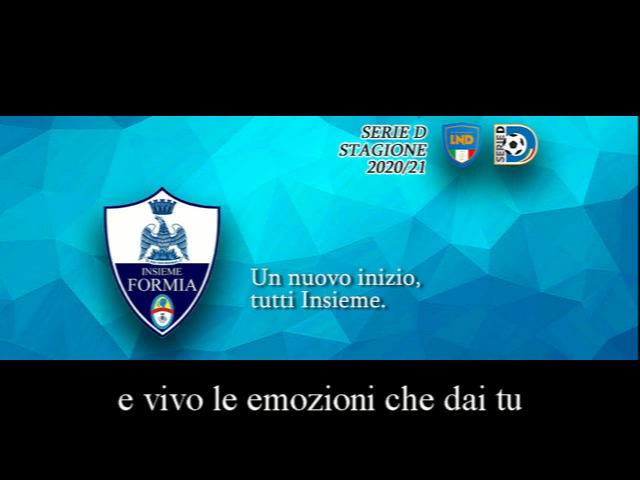 SERIE D
STAGIONE
2020/21
LND
SERIE D
INSIEME
FORMIA
Un nuovo inizio,
tutti Insieme.
e vivo le emozioni che dai tu